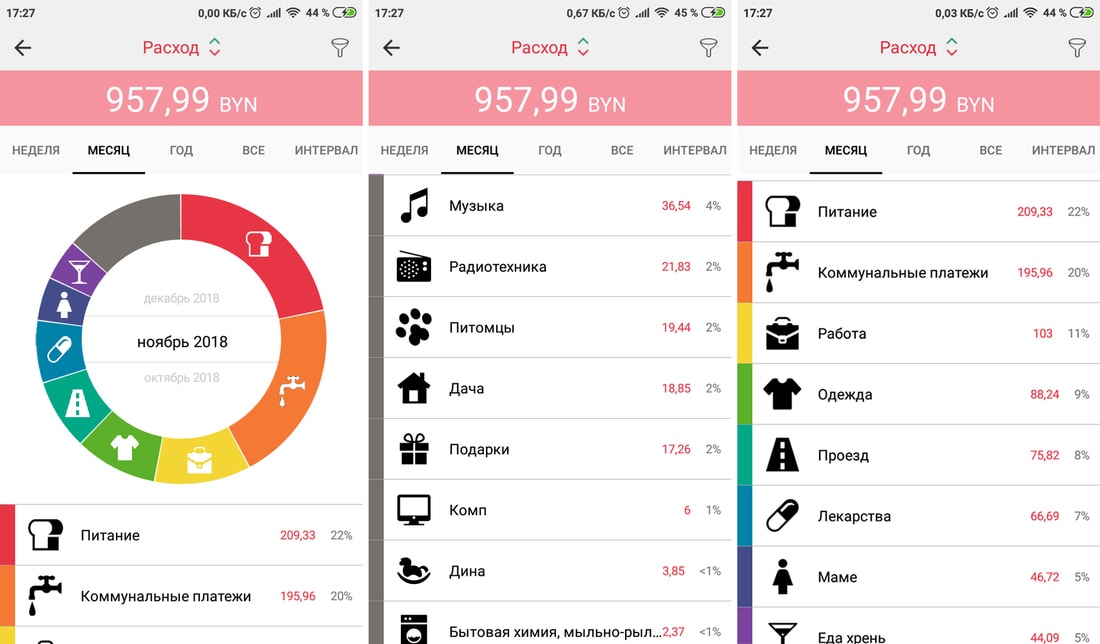 17:27 0,00 КБ/с 44 %
Расход
957,99 BYN
НЕДЕЛЯ МЕСЯЦ ГОД ВСЕ ИНТЕРВАЛ
декабрь 2018
ноябрь 2018
октябрь 2018
Питание 209,33 22%
Коммунальные платежи 195,96 20%
17:27 0,67 КБ/с 45 %
Расход
957,99 BYN
НЕДЕЛЯ МЕСЯЦ ГОД ВСЕ ИНТЕРВАЛ
Музыка 36,54 4%
Радиотехника 21,83 2%
Питомцы 19,44 2%
Дача 18,85 2%
Подарки 17,26 2%
Комп 6 1%
Дина 3,85 <1%
Бытовая химия, мыльно-рыл... 2,37 <1%
17:27 0,03 КБ/с 44 %
Расход
957,99 BYN
НЕДЕЛЯ МЕСЯЦ ГОД ВСЕ ИНТЕРВАЛ
Питание 209,33 22%
Коммунальные платежи 195,96 20%
Работа 103 11%
Одежда 88,24 9%
Проезд 75,82 8%
Лекарства 66,69 7%
Маме 46,72 5%
Еда хрень 44,09 5%